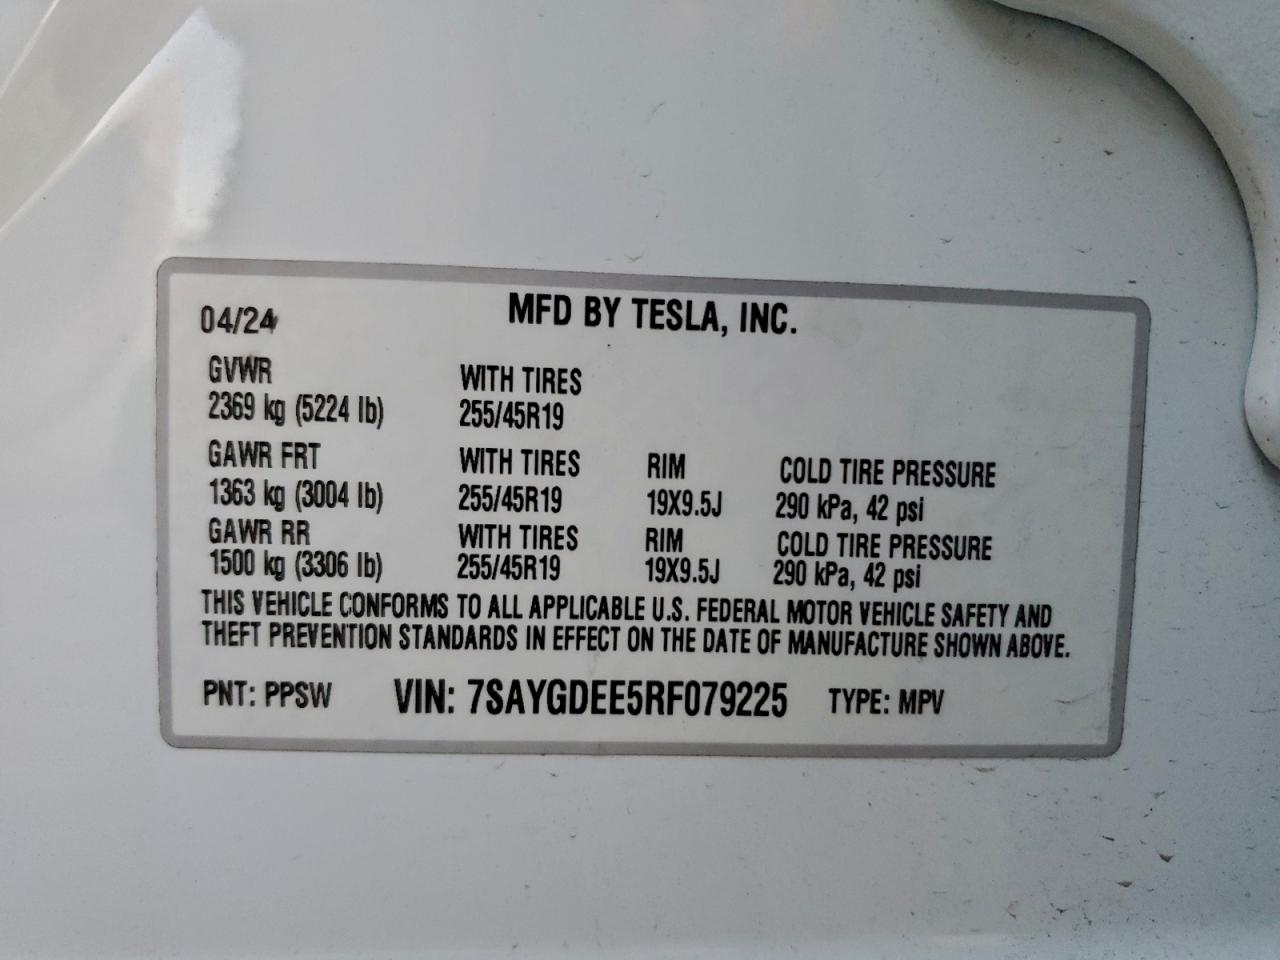 04/24 MFD BY TESLA, INC.
GVWR WITH TIRES
2369 kg (5224 lb) 255/45R19
GAWR FRT WITH TIRES RIM COLD TIRE PRESSURE
1363 kg (3004 lb) 255/45R19 19X9.5J 290 kPa, 42 psi
GAWR RR WITH TIRES RIM COLD TIRE PRESSURE
1500 kg (3306 lb) 255/45R19 19X9.5J 290 kPa, 42 psi
THIS VEHICLE CONFORMS TO ALL APPLICABLE U.S. FEDERAL MOTOR VEHICLE SAFETY AND
THEFT PREVENTION STANDARDS IN EFFECT ON THE DATE OF MANUFACTURE SHOWN ABOVE.
PNT: PPSW VIN: 7SAYGDEE5RF079225 TYPE: MPV